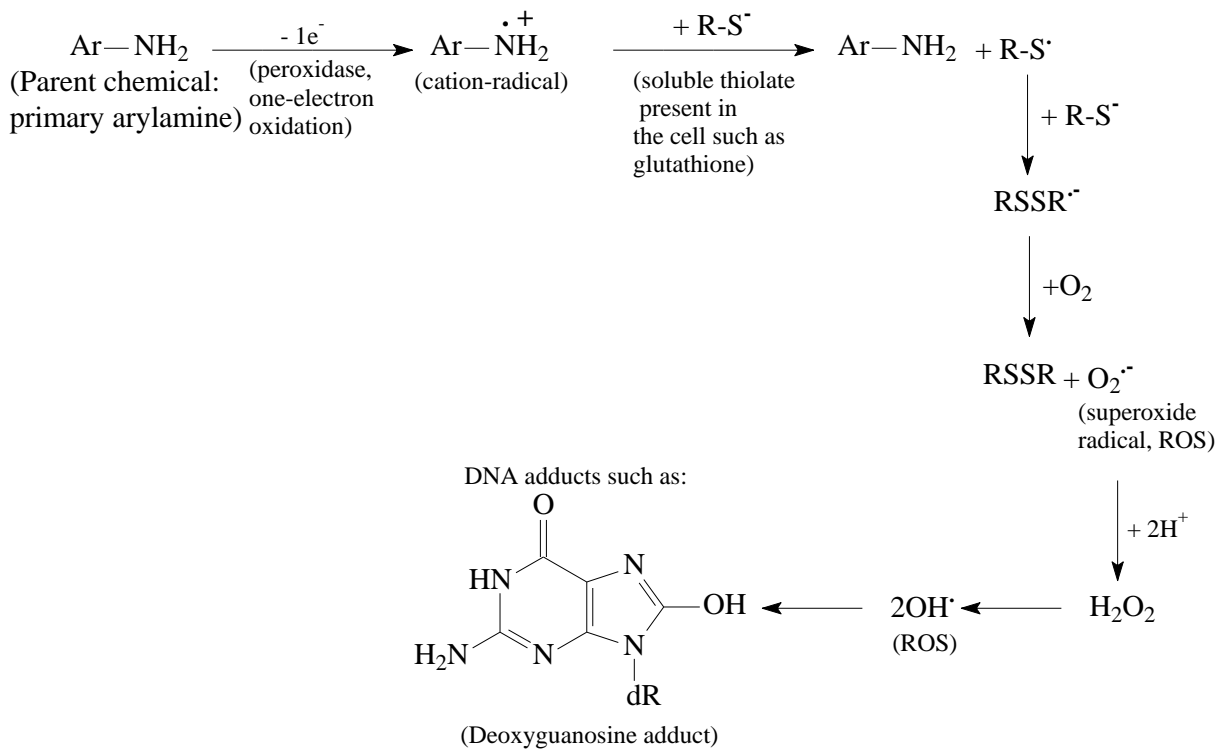 Ar—NH₂
(Parent chemical:
primary arylamine)
- 1e⁻
(peroxidase,
one-electron
oxidation)
Ar—N̈H₂•+
(cation-radical)
+ R-S⁻
(soluble thiolate
present in
the cell such as
glutathione)
Ar—NH₂ + R-S•
+ R-S⁻
RSSR•⁻
+O₂
RSSR + O₂•⁻
(superoxide
radical, ROS)
+ 2H⁺
H₂O₂
2OH•
(ROS)
DNA adducts such as:
O
HN
N
OH
H₂N
N
N
dR
(Deoxyguanosine adduct)